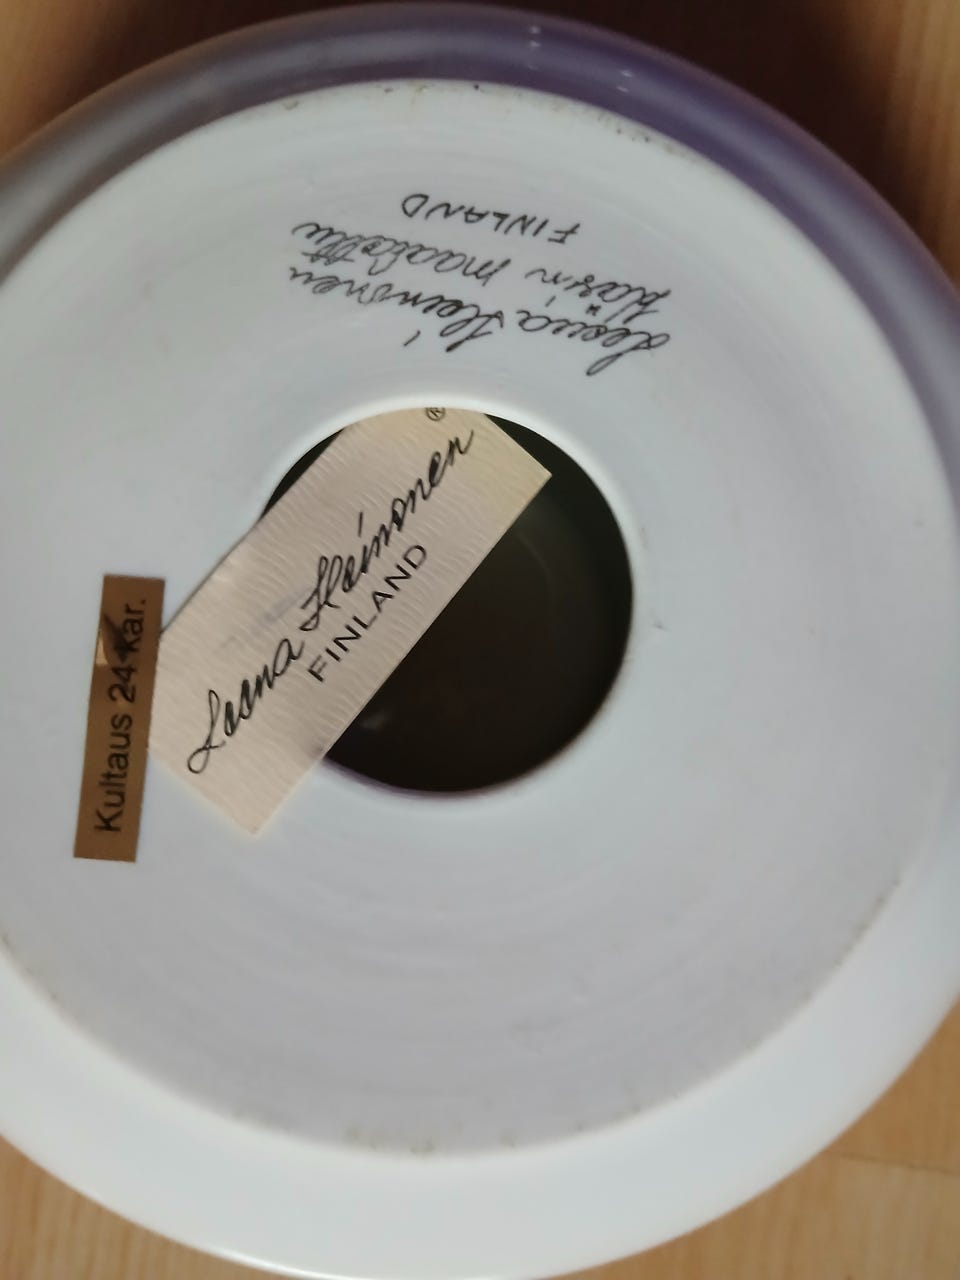 Leena Heinonen
käsin maalattu
FINLAND
®
Leena Heinonen
FINLAND
Kultaus 24 kar.